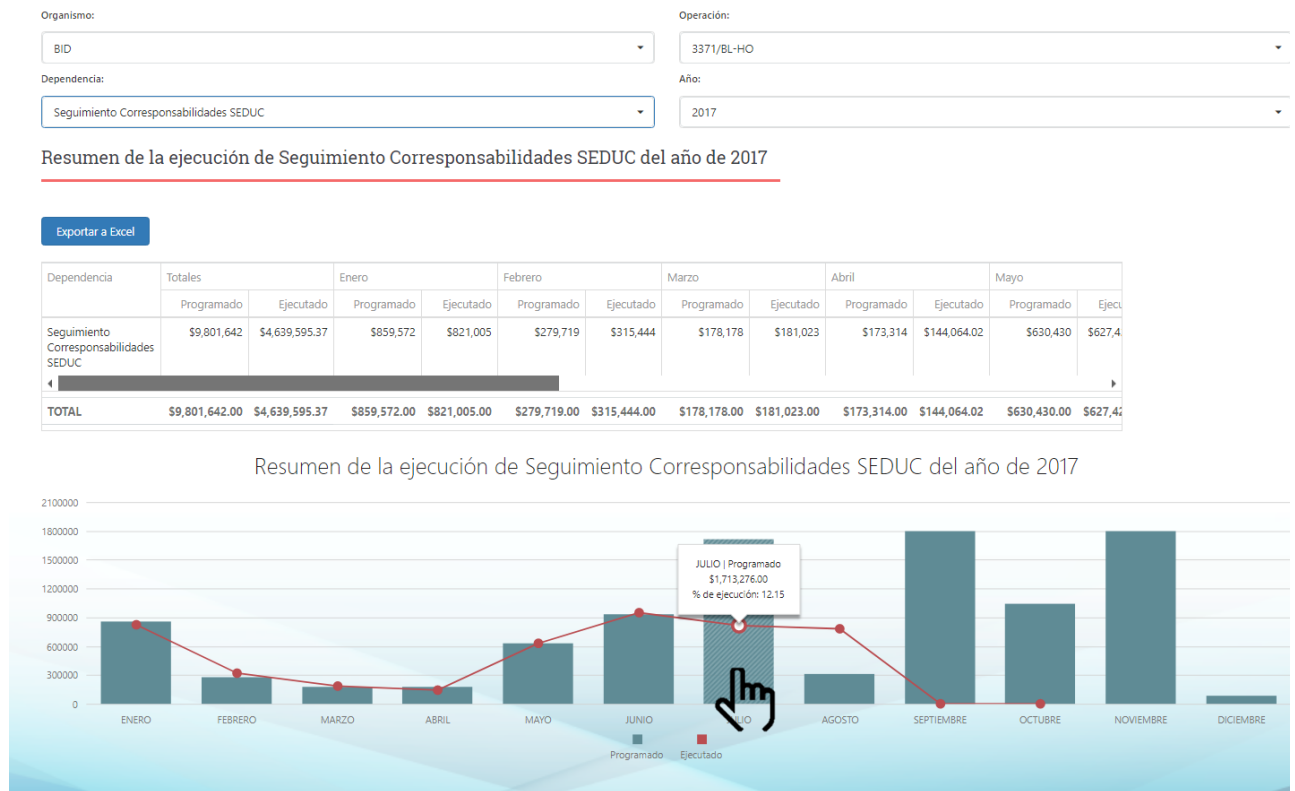 Organismo:
Operación:
BID
3371/BL-HO
Dependencia:
Año:
Seguimiento Corresponsabilidades SEDUC
2017
Resumen de la ejecución de Seguimiento Corresponsabilidades SEDUC del año de 2017
Exportar a Excel
Dependencia Totales Enero Febrero Marzo Abril Mayo
Programado Ejecutado Programado Ejecutado Programado Ejecutado Programado Ejecutado Programado Ejecutado Programado Ejecu
Seguimiento $9,801,642 $4,639,595.37 $859,572 $821,005 $279,719 $315,444 $178,178 $181,023 $173,314 $144,064.02 $630,430 $627,4
Corresponsabilidades
SEDUC
TOTAL $9,801,642.00 $4,639,595.37 $859,572.00 $821,005.00 $279,719.00 $315,444.00 $178,178.00 $181,023.00 $173,314.00 $144,064.02 $630,430.00 $627,42
Resumen de la ejecución de Seguimiento Corresponsabilidades SEDUC del año de 2017
2100000
1800000
1500000
1200000
900000
600000
300000
0
JULIO | Programado
$1,713,276.00
% de ejecución: 12.15
ENERO FEBRERO MARZO ABRIL MAYO JUNIO AGOSTO SEPTIEMBRE OCTUBRE NOVIEMBRE DICIEMBRE
Programado Ejecutado